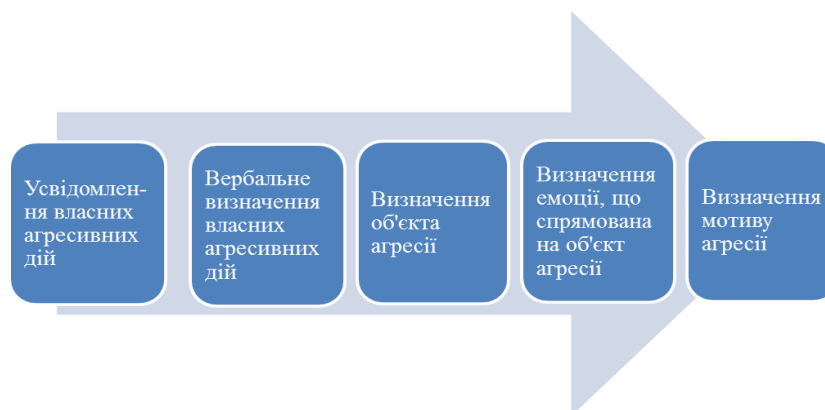 Усвідомлен-
ня власних
агресивних
дій
Вербальне
визначення
власних
агресивних
дій
Визначення
об'єкта
агресії
Визначення
емоції, що
спрямована
на об'єкт
агресії
Визначення
мотиву
агресії